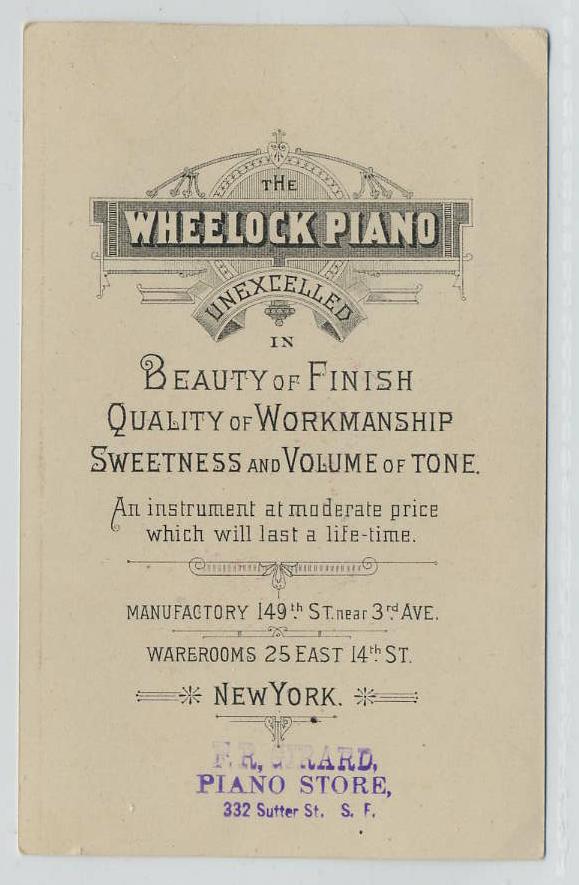 THE
WHEELOCK PIANO
UNEXCELLED
IN
BEAUTY OF FINISH
QUALITY OF WORKMANSHIP
SWEETNESS AND VOLUME OF TONE.
An instrument at moderate price
which will last a life-time.
MANUFACTORY 149th ST. near 3rd AVE.
WAREROOMS 25 EAST 14th ST.
NEW YORK.
F. R. GIRARD,
PIANO STORE,
332 Sutter St. S. F.